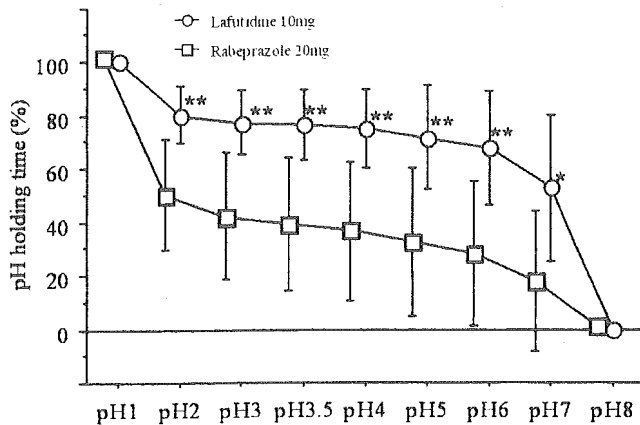 Lafutidine 10mg
Rabeprazole 20mg
pH holding time (%)
100
80
60
40
20
0
** ** ** ** ** ** *
pH1 pH2 pH3 pH3.5 pH4 pH5 pH6 pH7 pH8